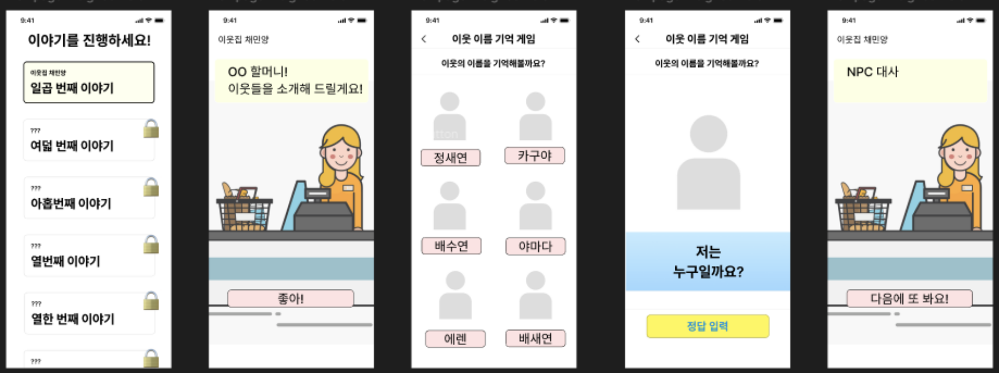 9:41
이야기를 진행하세요!
이웃집 채민양
일곱 번째 이야기
???
여덟 번째 이야기
???
아홉번째 이야기
???
열번째 이야기
???
열한 번째 이야기
???
9:41
이웃집 채민양
OO 할머니!
이웃들을 소개해 드릴게요!
좋아!
9:41
이웃 이름 기억 게임
이웃의 이름을 기억해볼까요?
tton
정새연
카구야
배수연
야마다
에렌
배새연
9:41
이웃 이름 기억 게임
이웃의 이름을 기억해볼까요?
저는
누구일까요?
정답 입력
9:41
이웃집 채민양
NPC 대사
다음에 또 봐요!